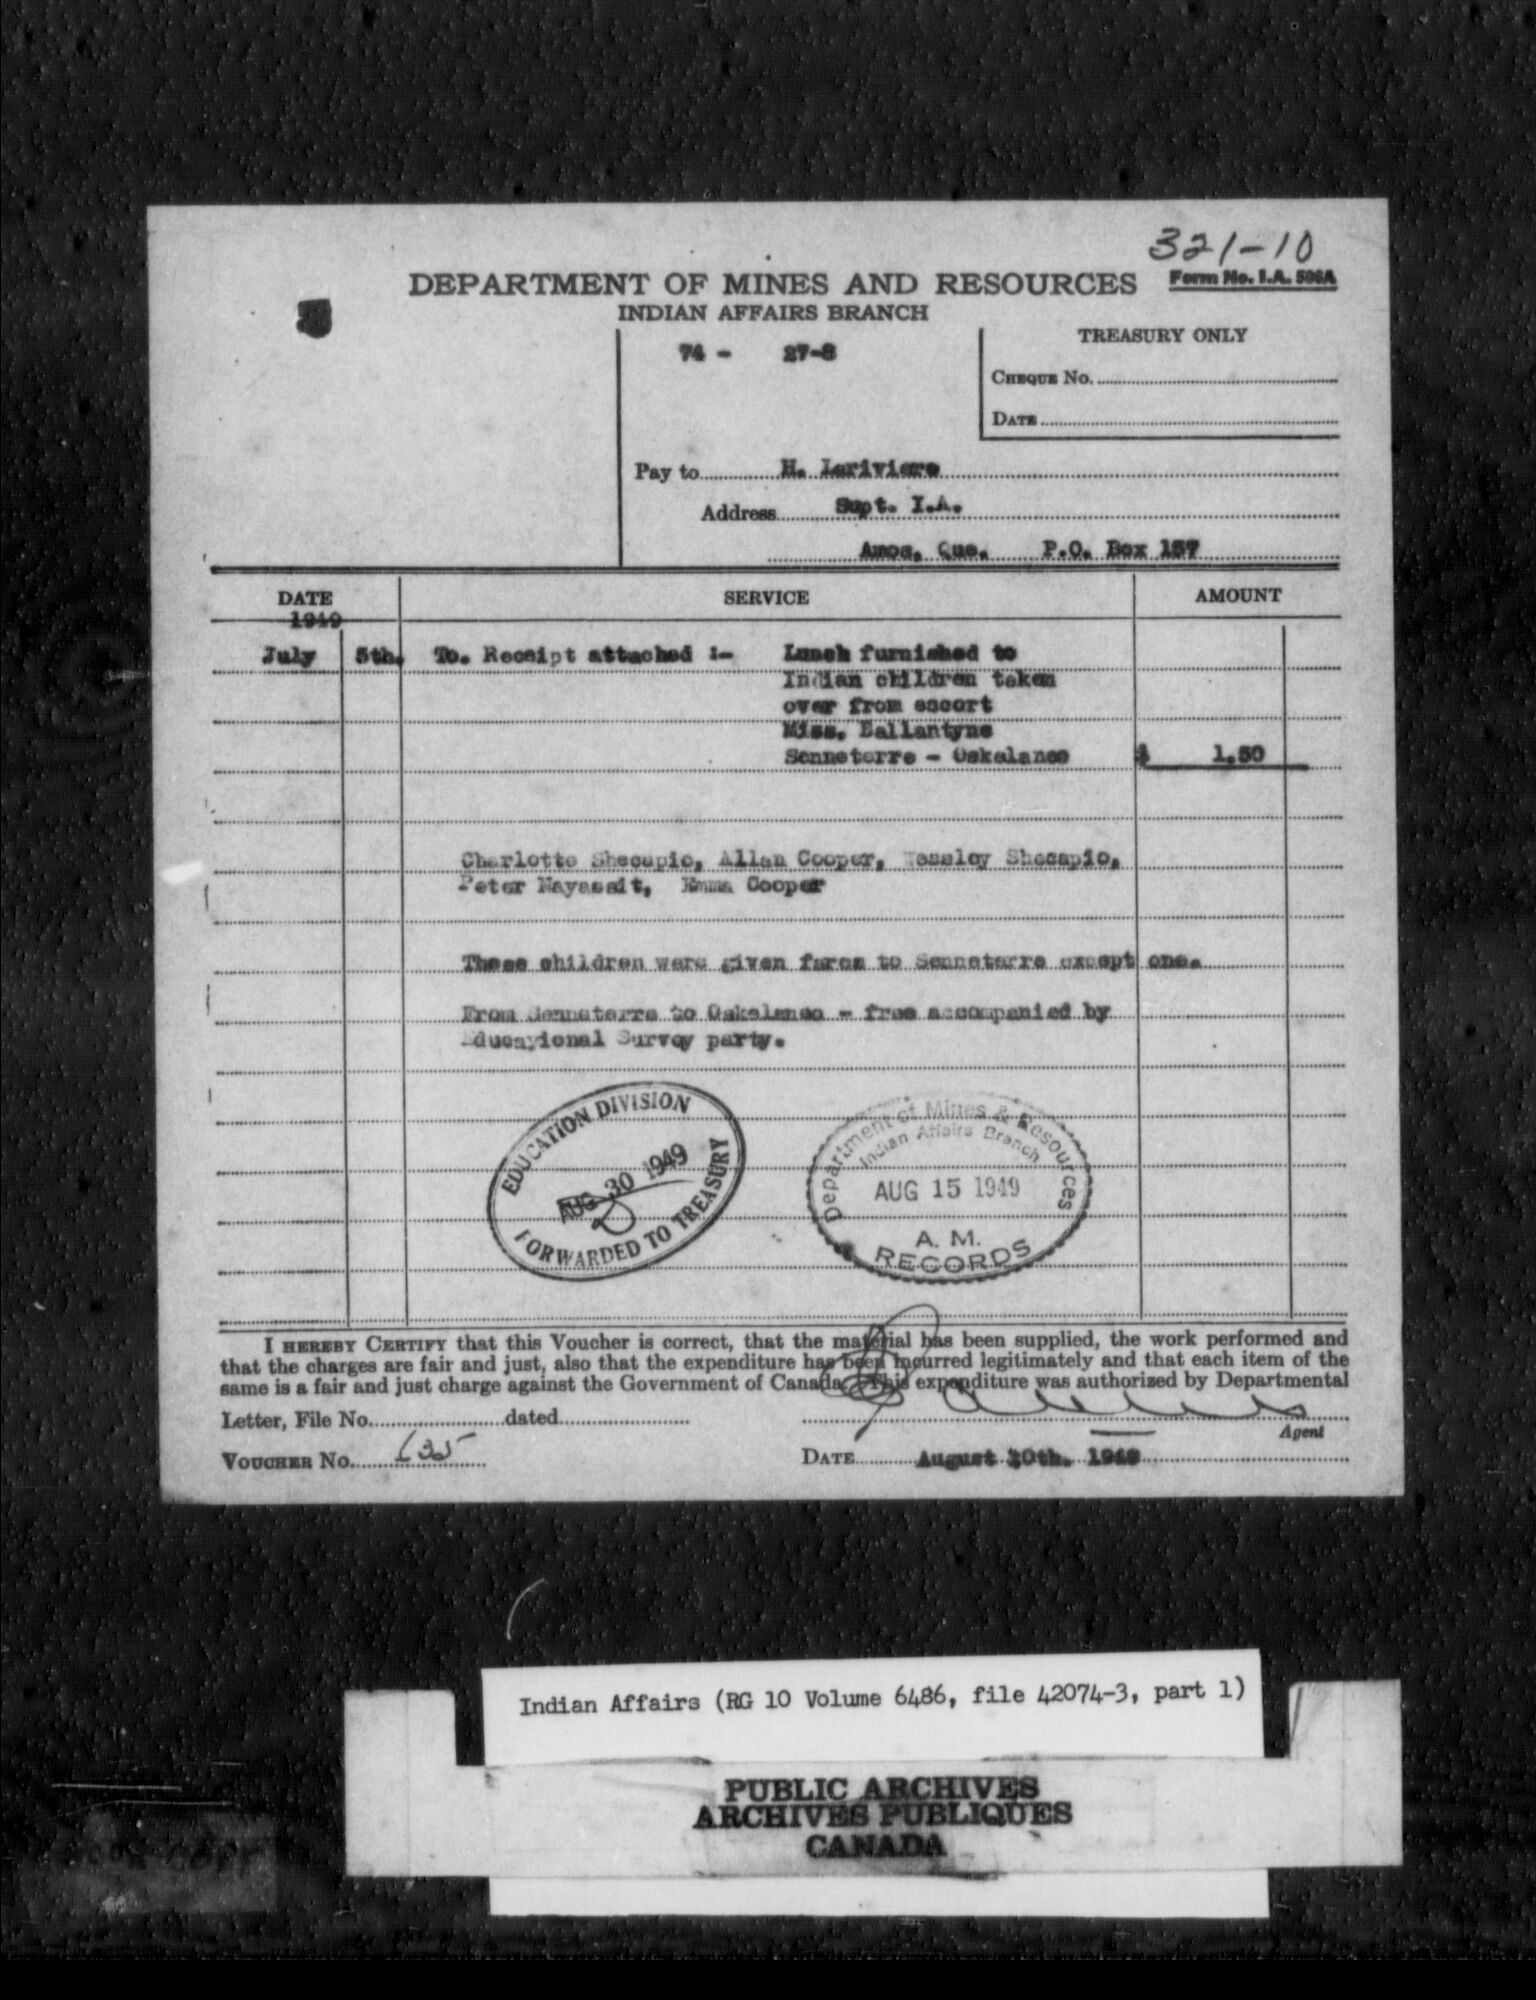 321-10
DEPARTMENT OF MINES AND RESOURCES
Form No. I.A. 506A
INDIAN AFFAIRS BRANCH
74 - 27-8
TREASURY ONLY
CHEQUE No.
DATE
Pay to H. Lariviere
Address Supt. I.A.
Amos, Que. P.O. Box 157
DATE SERVICE AMOUNT
1949
July 5th. To. Receipt attached :- Lunch furnished to
Indian children taken
over from escort
Miss. Ballantyne
Senneterre - Oskelaneo $ 1.50
Charlotte Shecapio, Allan Cooper, Wessley Shecapio,
Peter Nayassit, Emma Cooper
These children were given fares to Senneterre except one.
From Senneterre to Oskelaneo - free accompanied by
Educayional Survey party.
EDUCATION DIVISION
AUG 30 1949
FORWARDED TO TREASURY
Department of Mines & Resources
Indian Affairs Branch
AUG 15 1949
A. M.
RECORDS
I HEREBY CERTIFY that this Voucher is correct, that the material has been supplied, the work performed and
that the charges are fair and just, also that the expenditure has been incurred legitimately and that each item of the
same is a fair and just charge against the Government of Canada. This expenditure was authorized by Departmental
Letter, File No. dated
Agent
VOUCHER No. 635
DATE August 10th. 1949
Indian Affairs (RG 10 Volume 6486, file 42074-3, part 1)
PUBLIC ARCHIVES
ARCHIVES PUBLIQUES
CANADA